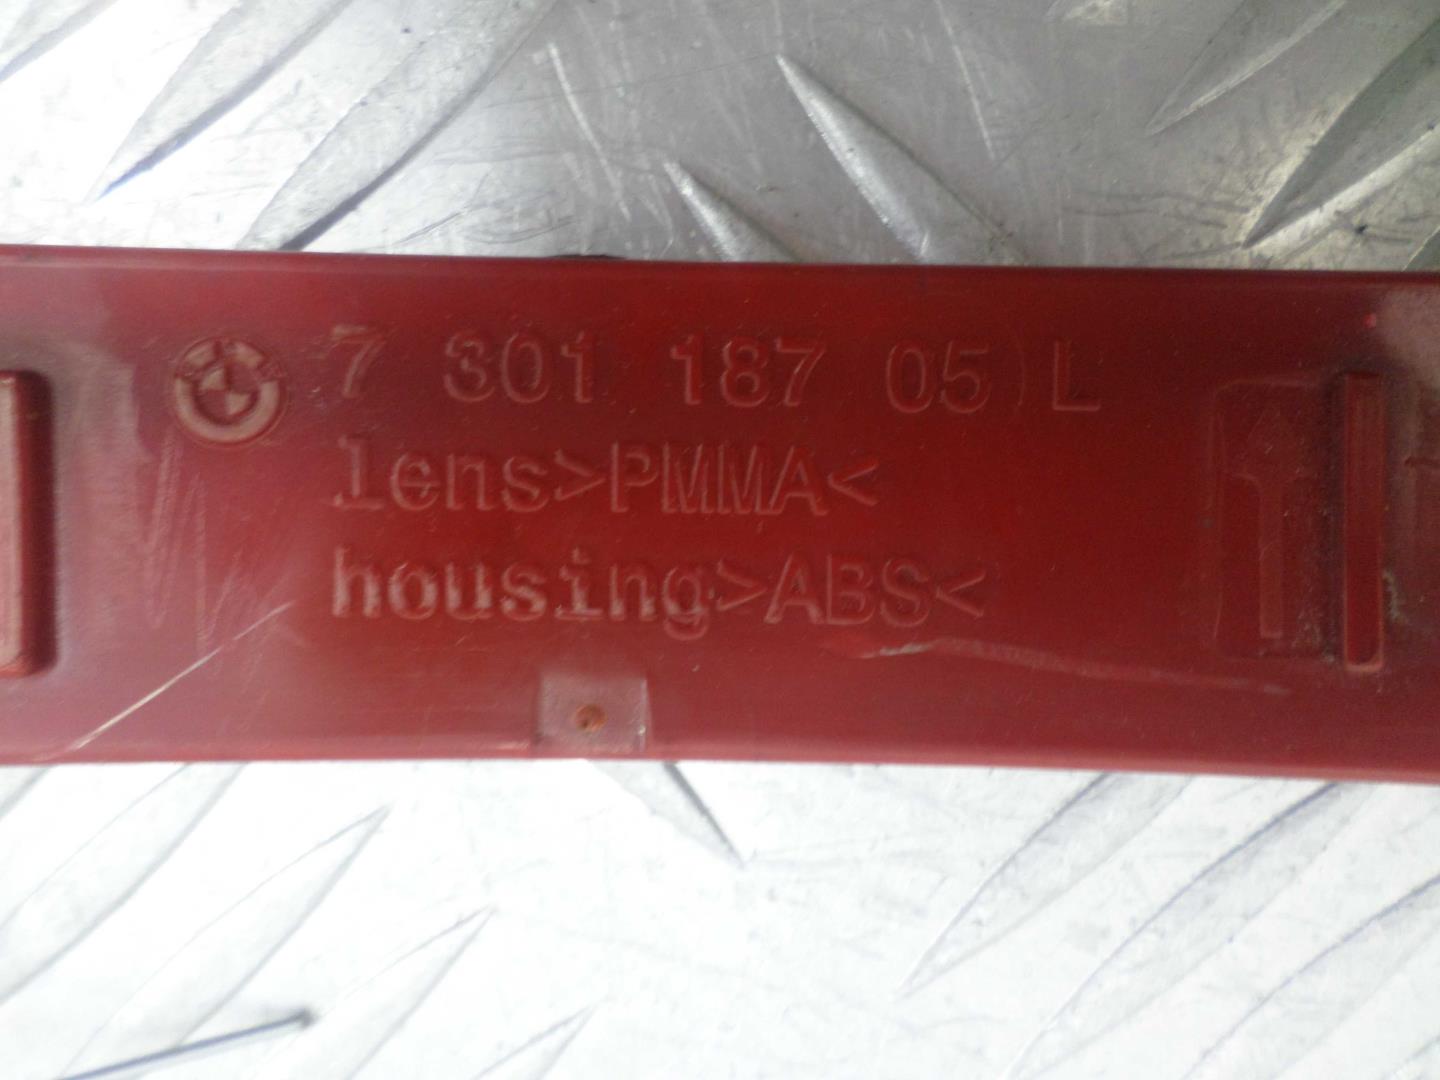 7 301 187 05 L
lens>PMMA<
housing>ABS<